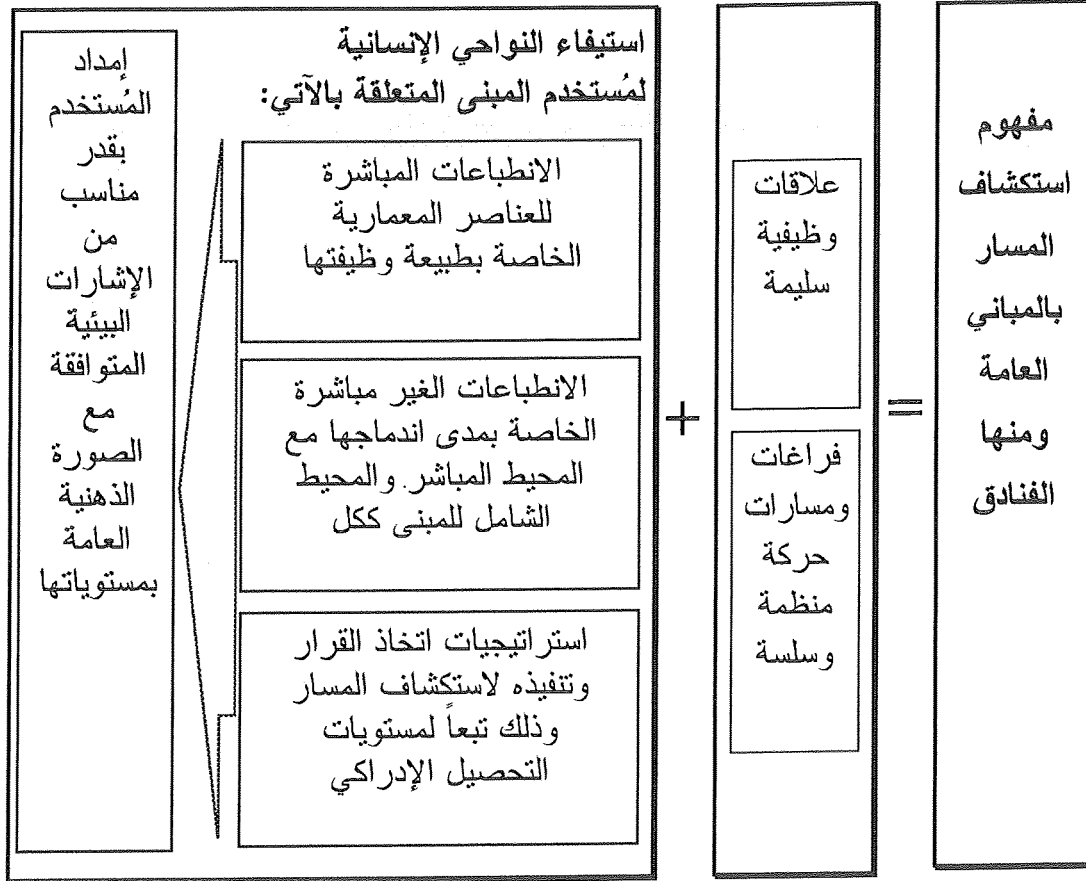 مفهوم
استكشاف
المسار
بالمباني
العامة
ومنها
الفنادق
=
علاقات
وظيفية
سليمة
فراغات
ومسارات
حركة
منظمة
وسلسة
+
استيفاء النواحي الإنسانية
لمُستخدم المبنى المتعلقة بالآتي:
الانطباعات المباشرة
للعناصر المعمارية
الخاصة بطبيعة وظيفتها
الانطباعات الغير مباشرة
الخاصة بمدى اندماجها مع
المحيط المباشر والمحيط
الشامل للمبنى ككل
استراتيجيات اتخاذ القرار
وتنفيذه لاستكشاف المسار
وذلك تبعاً لمستويات
التحصيل الإدراكي
إمداد
المُستخدم
بقدر
مناسب
من
الإشارات
البيئية
المتوافقة
مع
الصورة
الذهنية
العامة
بمستوياتها